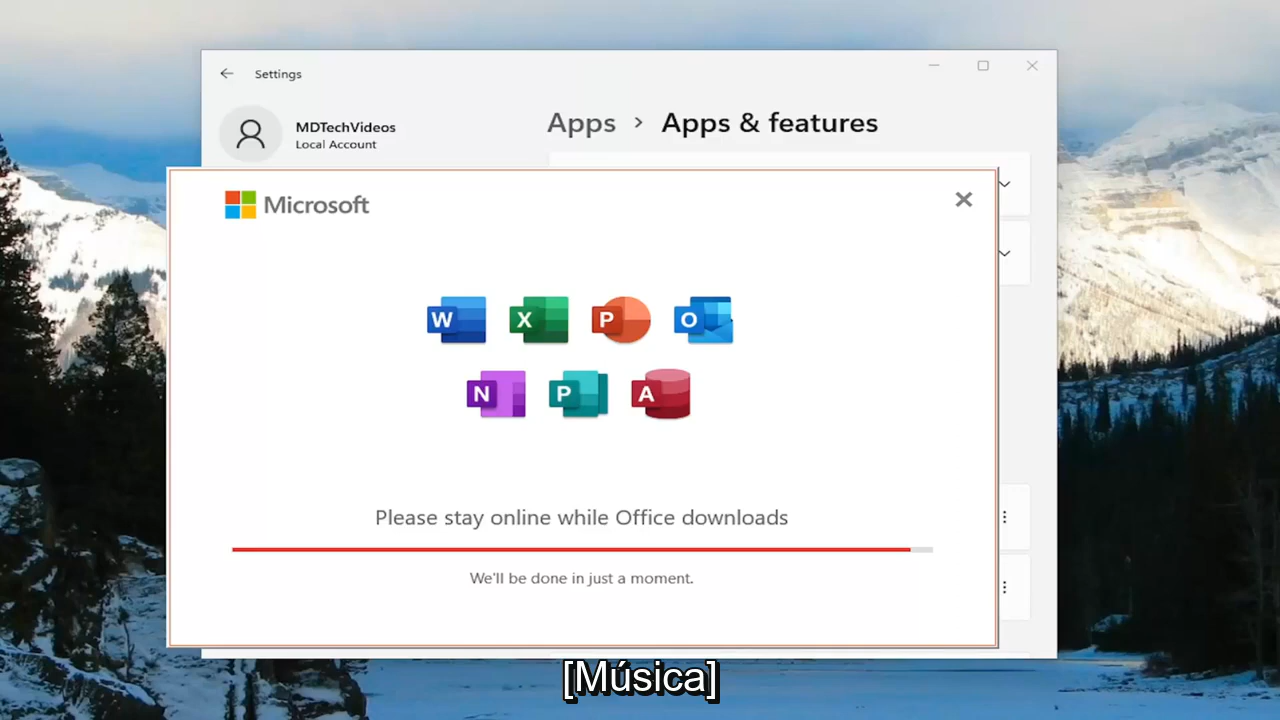 Settings
MDTechVideos
Local Account
Apps > Apps & features
Microsoft
W X P O
N P A
Please stay online while Office downloads
We'll be done in just a moment.
[Música]